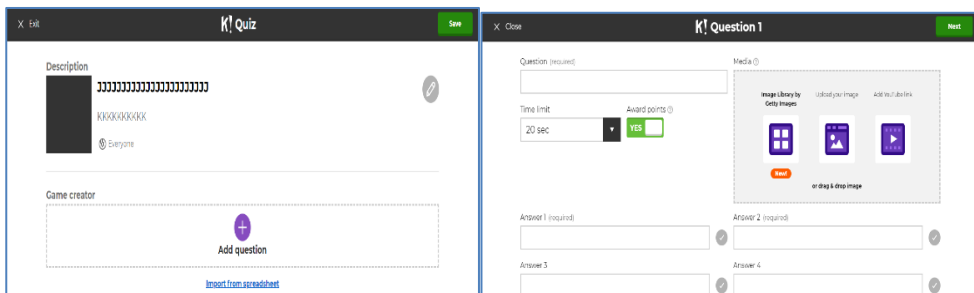 X Exit
K! Quiz
Save
Description
JJJJJJJJJJJJJJJJJJJJJJJ
KKKKKKKKKK
Everyone
Game creator
Add question
Import from spreadsheet
X Close
K! Question 1
Next
Question (required)
Media
Time limit
Award points
20 sec
YES
Image Library by
Getty Images
Upload your image
Add YouTube link
New!
or drag & drop image
Answer 1 (required)
Answer 2 (required)
Answer 3
Answer 4